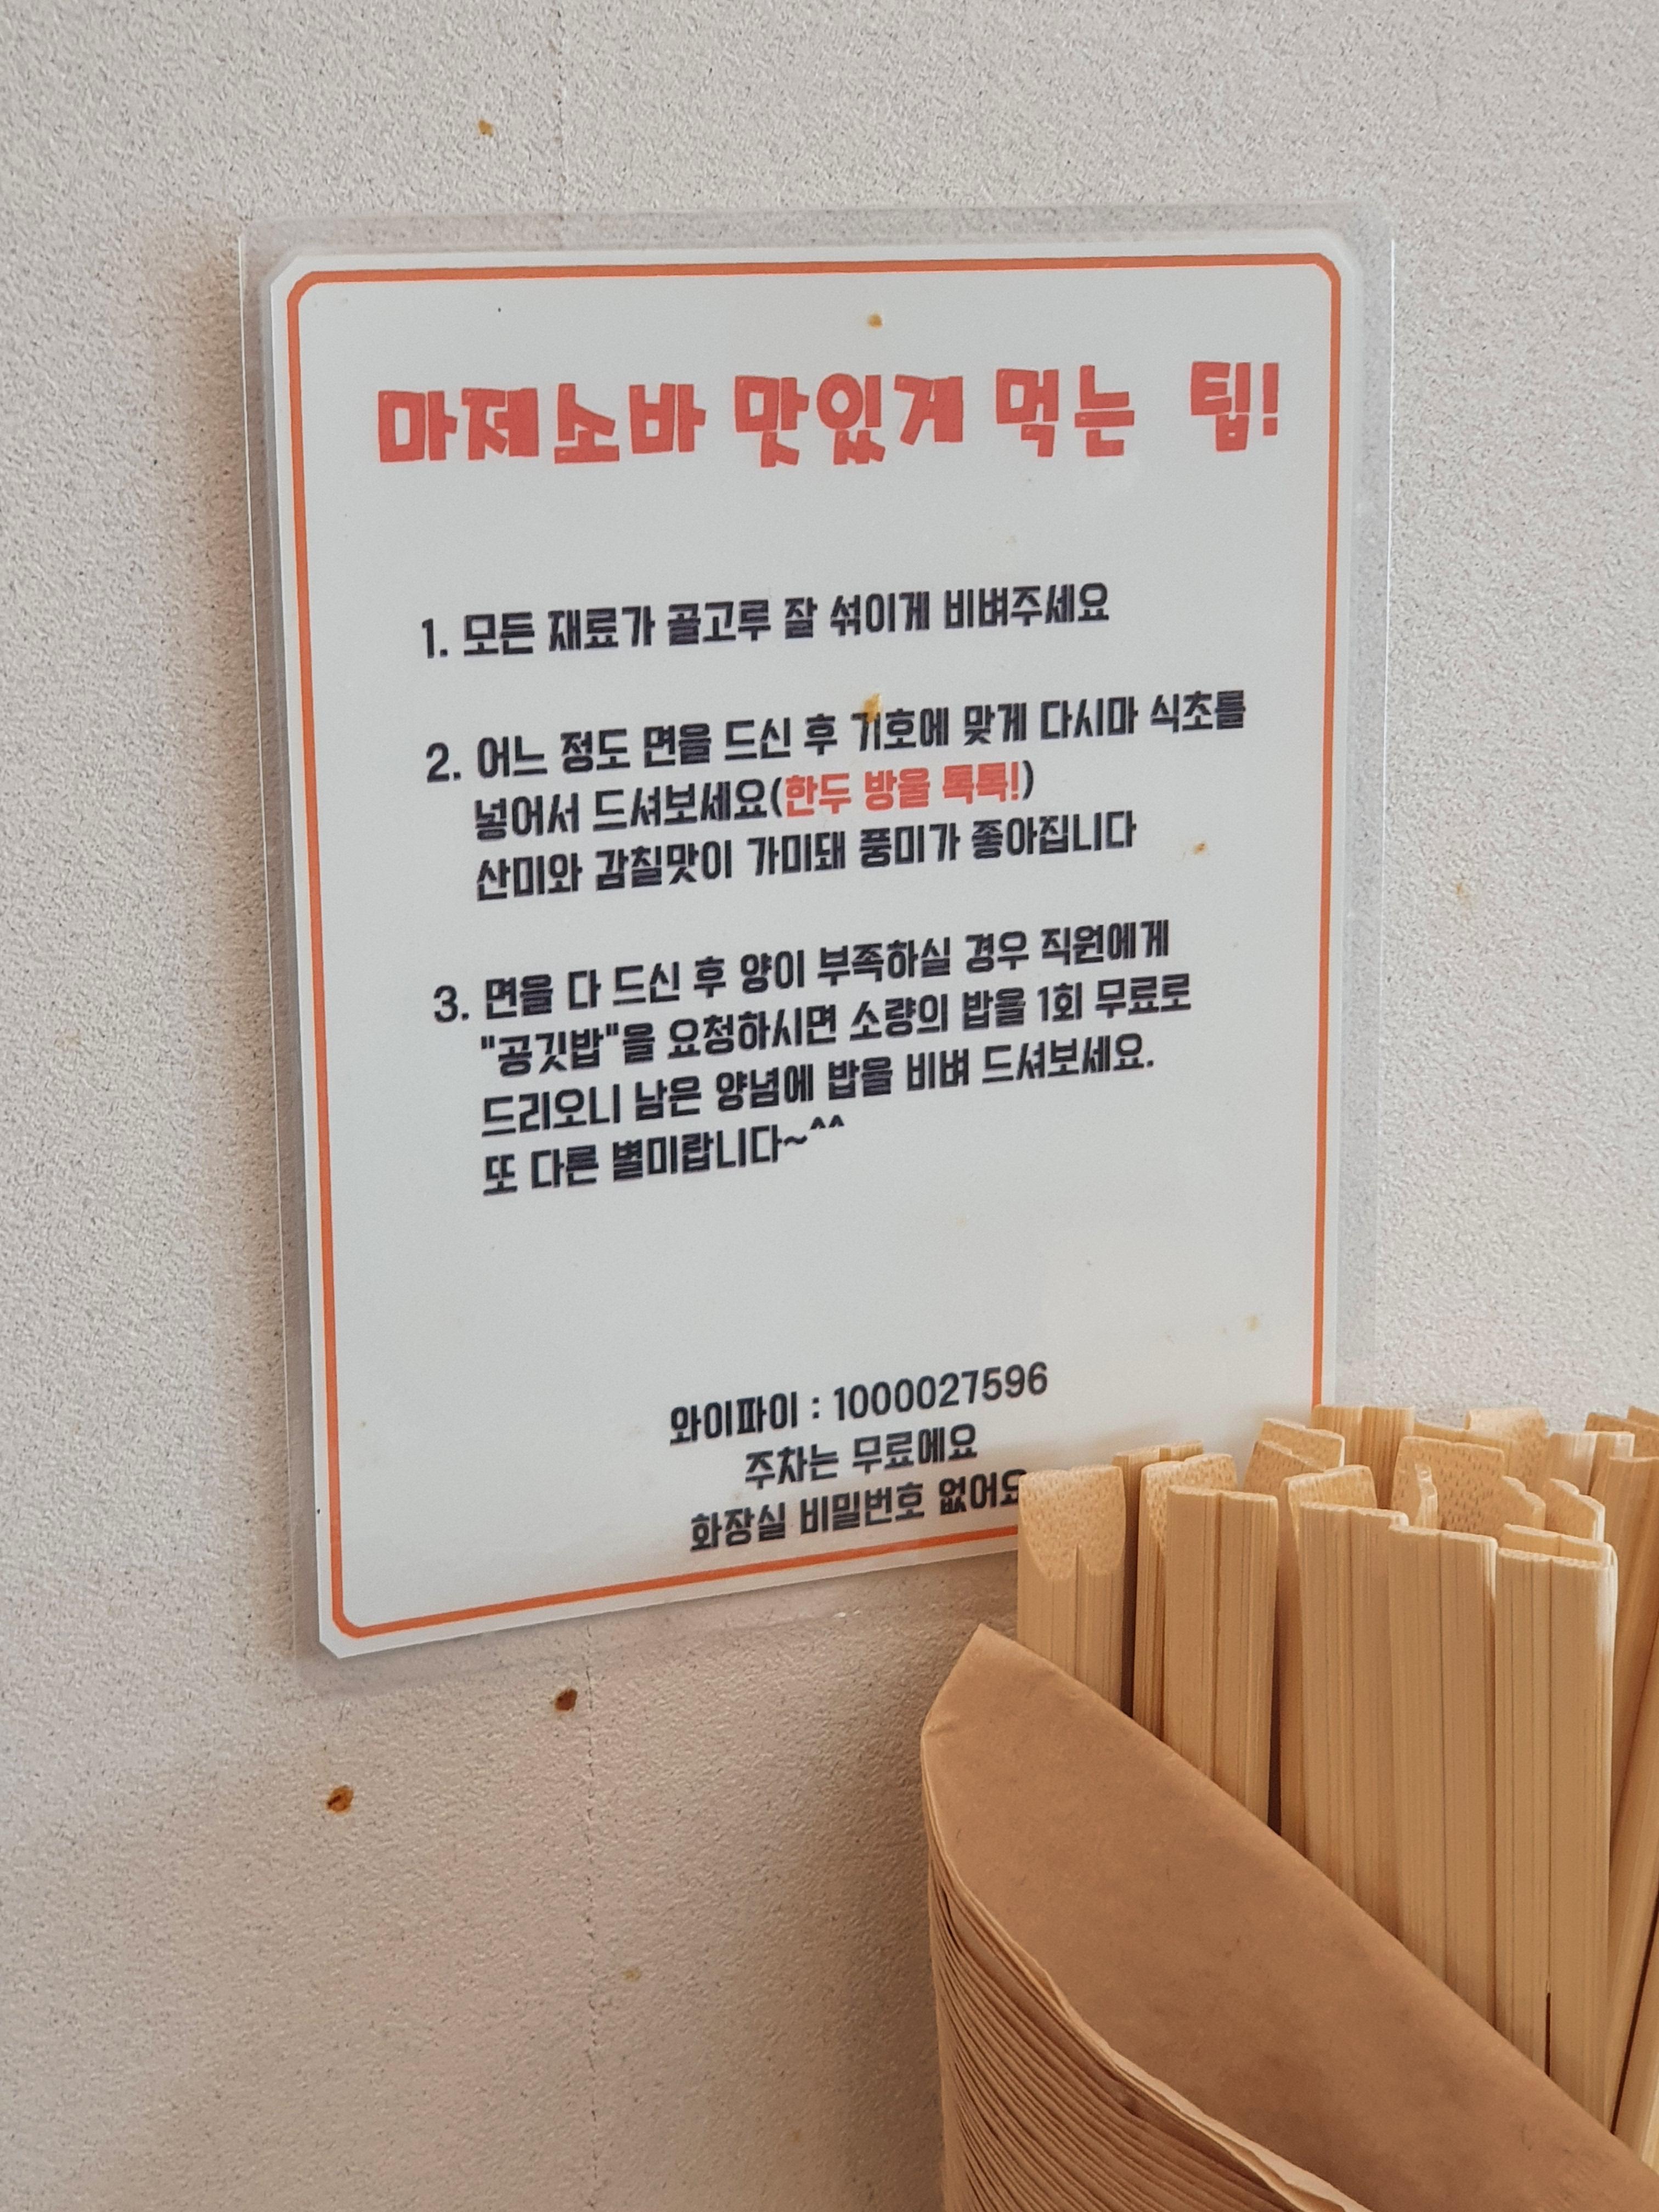 마제소바 맛있게 먹는 팁!
1. 모든 재료가 골고루 잘 섞이게 비벼주세요
2. 어느 정도 면을 드신 후 기호에 맞게 다시마 식초를
넣어서 드셔보세요(한두 방울 톡톡!)
산미와 감칠맛이 가미돼 풍미가 좋아집니다
3. 면을 다 드신 후 양이 부족하실 경우 직원에게
"공깃밥"을 요청하시면 소량의 밥을 1회 무료로
드리오니 남은 양념에 밥을 비벼 드셔보세요.
또 다른 별미랍니다~^^
와이파이 : 1000027596
주차는 무료에요
화장실 비밀번호 없어요